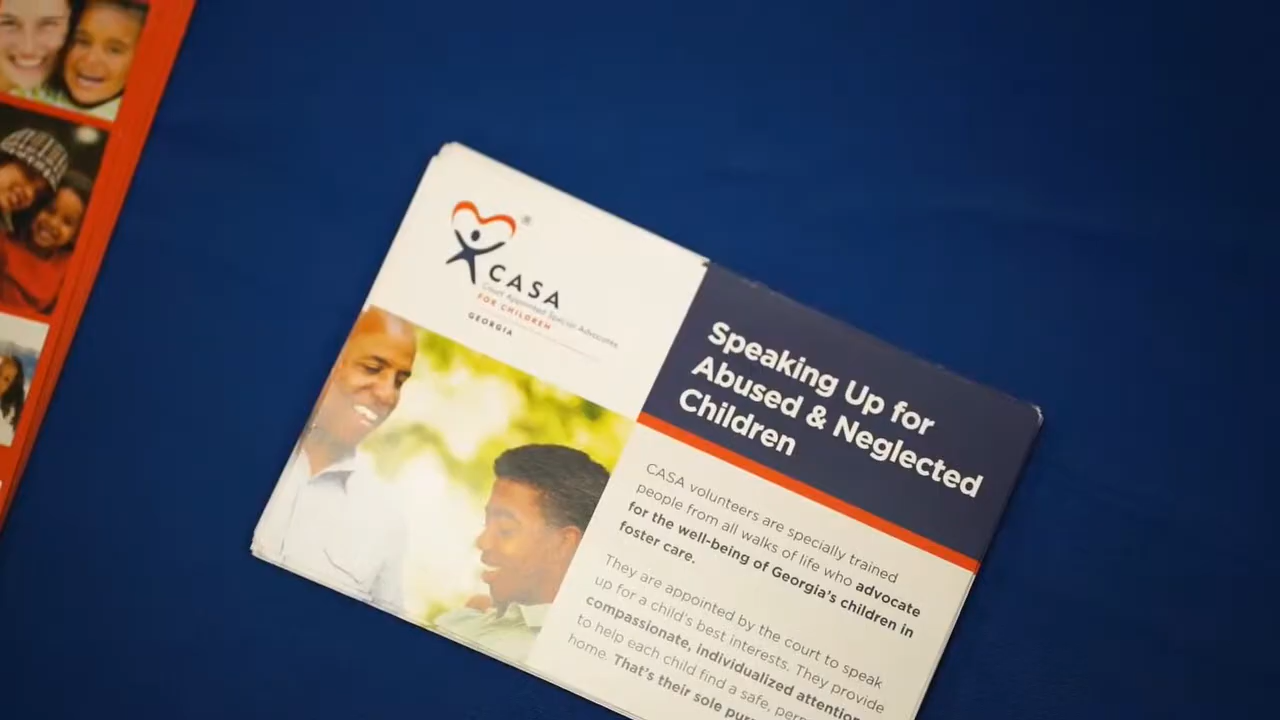 ®
CASA
Court Appointed Special Advocates
FOR CHILDREN
GEORGIA
Speaking Up for
Abused & Neglected
Children
CASA volunteers are specially trained
people from all walks of life who advocate
for the well-being of Georgia's children in
foster care.
They are appointed by the court to speak
up for a child's best interests. They provide
compassionate, individualized attention
to help each child find a safe,
home. That's their sole